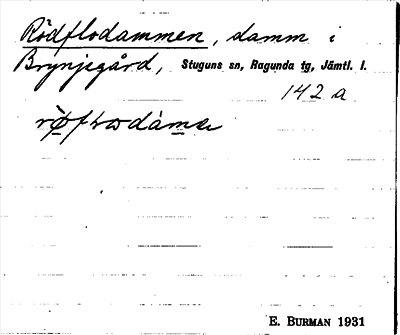 Rödflodammen, damm i
Brynjegård, Stuguns sn, Ragunda tg, Jämtl. l.
142 a
E. BURMAN 1931